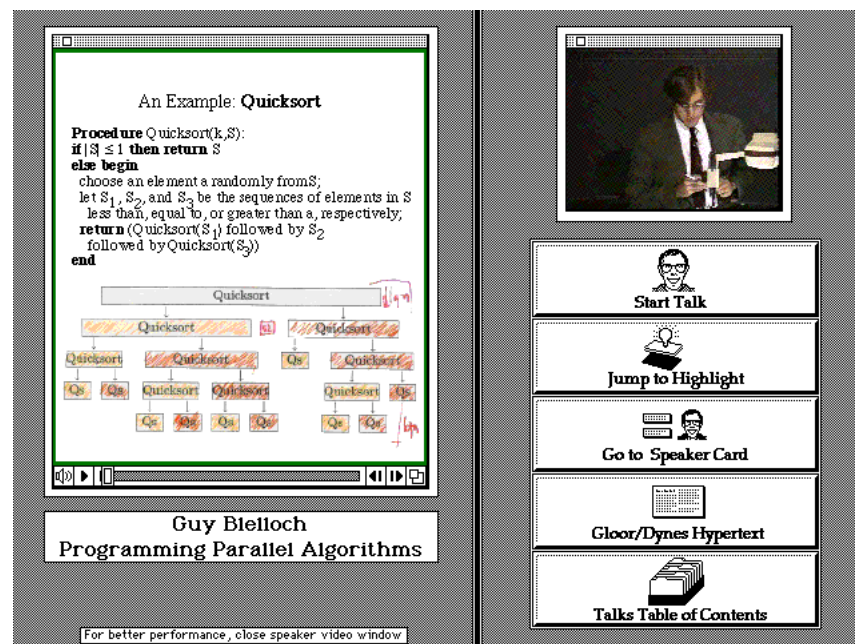 An Example: Quicksort
Procedure Quicksort(k,S):
if |S| ≤ 1 then return S
else begin
choose an element a randomly from S;
let S1, S2, and S3 be the sequences of elements in S
less than, equal to, or greater than a, respectively;
return (Quicksort(S1) followed by S2
followed by Quicksort(S3))
end
Quicksort
Quicksort Quicksort
Quicksort Quicksort Qs Quicksort
Qs Qs Quicksort Quicksort Quicksort Qs
Qs Qs Qs Qs Qs Qs
Guy Blelloch
Programming Parallel Algorithms
For better performance, close speaker video window
Start Talk
Jump to Highlight
Go to Speaker Card
Gloor/Dynes Hypertext
Talks Table of Contents